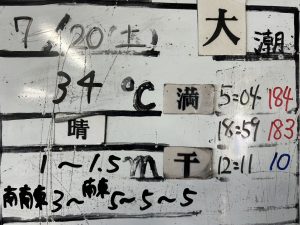 7/20(土) 大潮
34℃ 満 5:04 184
晴 18:59 183
1～1.5m 干 12:11 10
南南東3～南東5～5～5